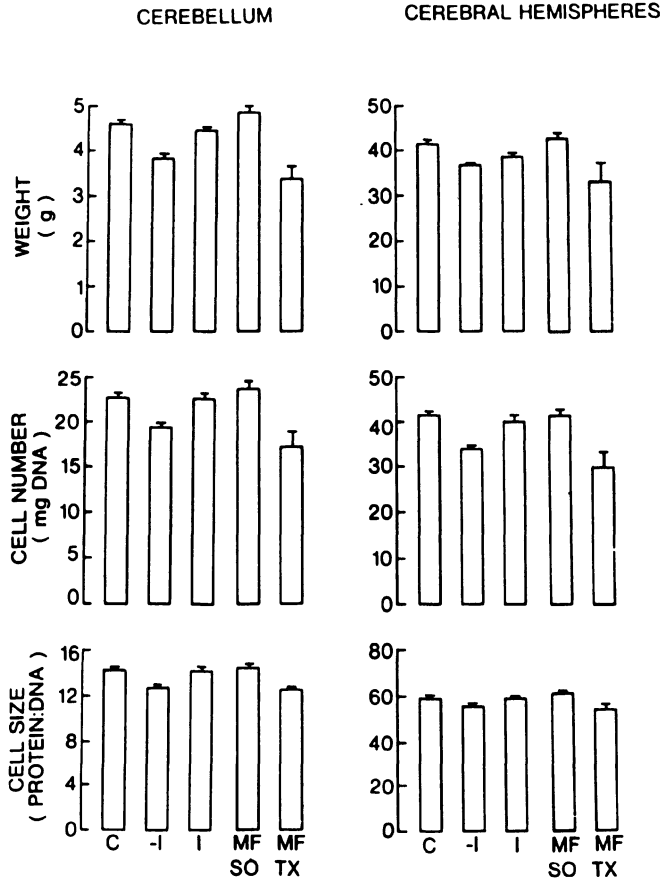 CEREBELLUM
CEREBRAL HEMISPHERES
WEIGHT
( g )
5
4
3
2
1
0
50
40
30
20
10
0
CELL NUMBER
( mg DNA )
25
20
15
10
5
0
50
40
30
20
10
0
CELL SIZE
( PROTEIN:DNA )
16
12
8
4
0
80
60
40
20
0
C -I I MF MF
SO TX
C -I I MF MF
SO TX